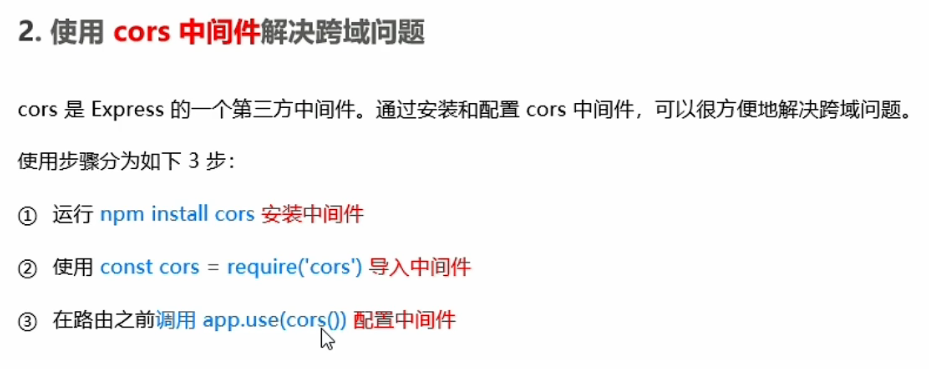 2. 使用 cors 中间件解决跨域问题
cors 是 Express 的一个第三方中间件。通过安装和配置 cors 中间件，可以很方便地解决跨域问题。
使用步骤分为如下 3 步：
① 运行 npm install cors 安装中间件
② 使用 const cors = require('cors') 导入中间件
③ 在路由之前调用 app.use(cors()) 配置中间件